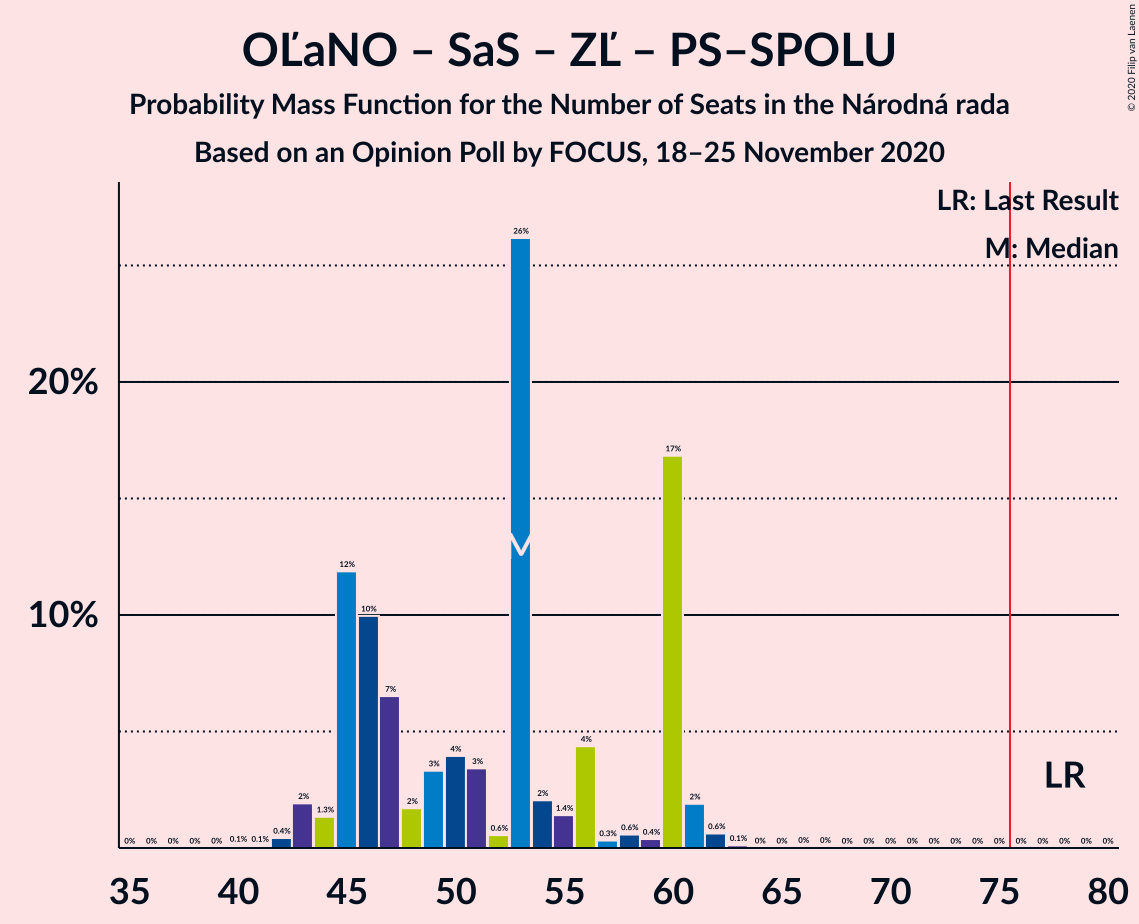 OĽaNO – SaS – ZĽ – PS–SPOLU
Probability Mass Function for the Number of Seats in the Národná rada
Based on an Opinion Poll by FOCUS, 18–25 November 2020
© 2020 Filip van Laenen
LR: Last Result
M: Median
20%
10%
0% 0% 0% 0% 0% 0.1% 0.1% 0.4% 2% 1.3% 12% 10% 7% 2% 3% 4% 3% 0.6% 26% 2% 1.4% 4% 0.3% 0.6% 0.4% 17% 2% 0.6% 0.1% 0% 0% 0% 0% 0% 0% 0% 0% 0% 0% 0% 0% 0% 0% 0% 0% 0%
M
LR
35 40 45 50 55 60 65 70 75 80